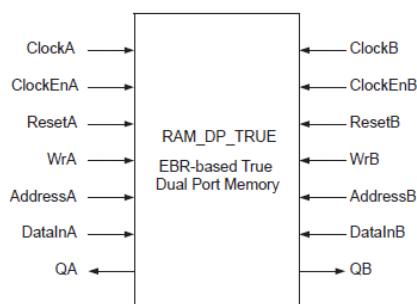 ClockA
ClockEnA
ResetA
WrA
AddressA
DataInA
QA
RAM_DP_TRUE
EBR-based True
Dual Port Memory
ClockB
ClockEnB
ResetB
WrB
AddressB
DataInB
QB